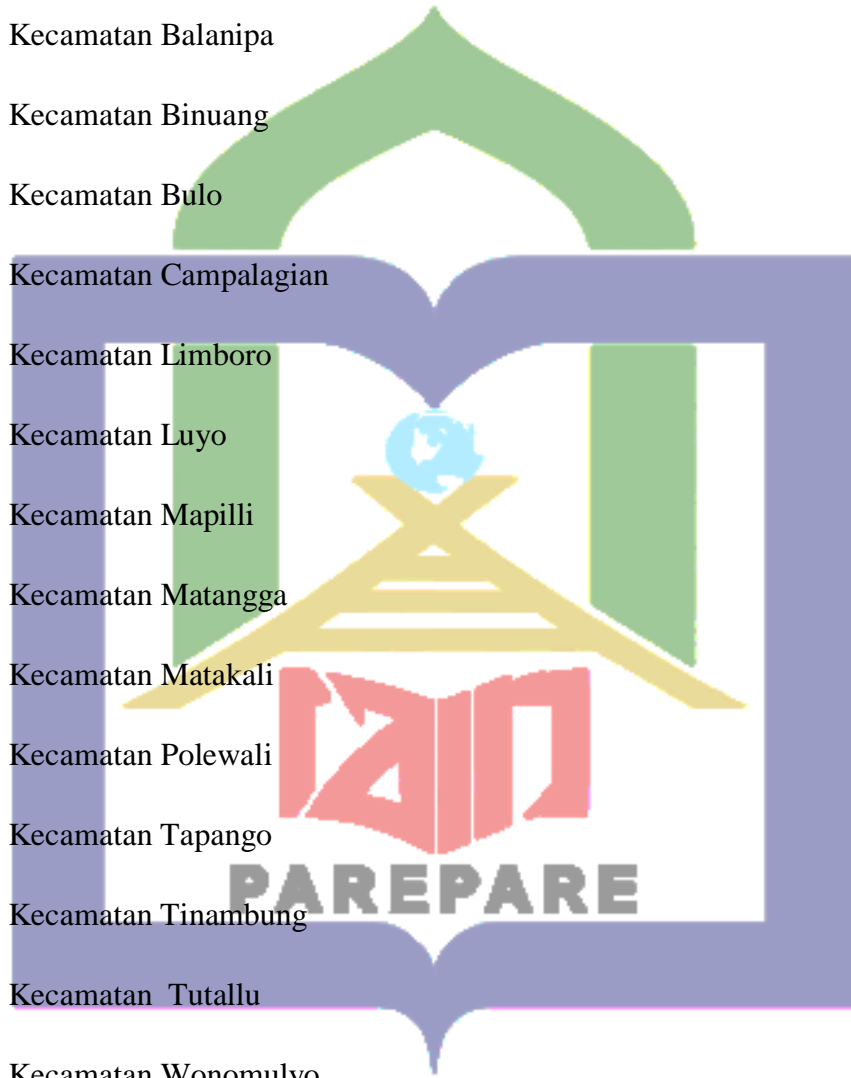 Kecamatan Balanipa
Kecamatan Binuang
Kecamatan Bulo
Kecamatan Campalagian
Kecamatan Limboro
Kecamatan Luyo
Kecamatan Mapilli
Kecamatan Matangga
Kecamatan Matakali
iain
Kecamatan Polewali
Kecamatan Tapango
PAREPARE
Kecamatan Tinambung
Kecamatan  Tutallu
Kecamatan Wonomulyo